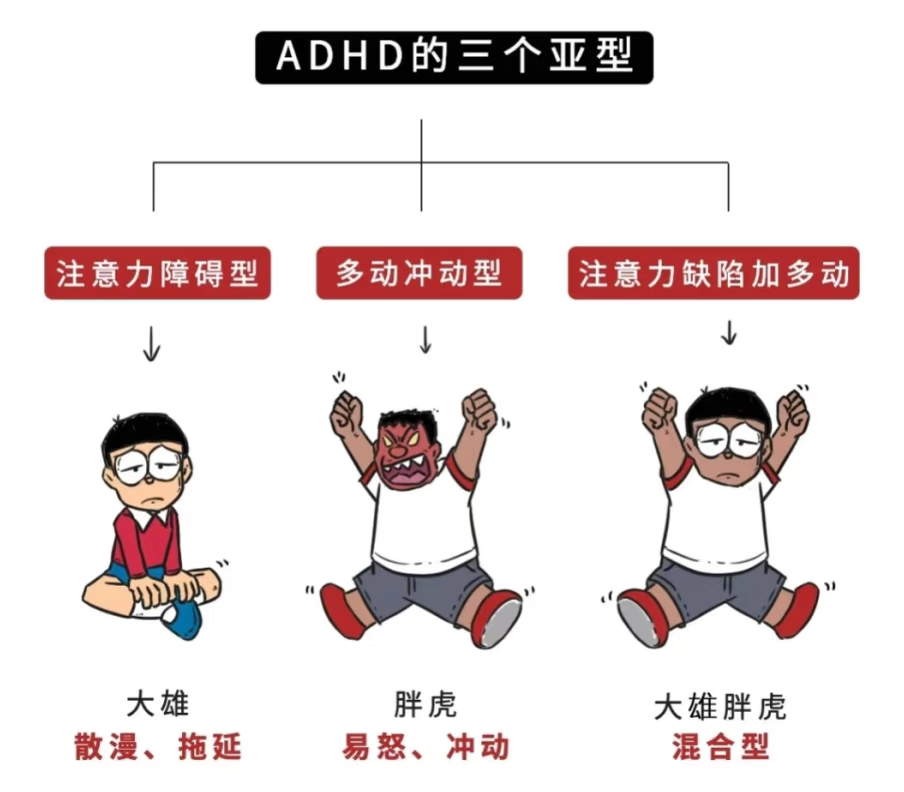 ADHD的三个亚型
注意力障碍型
多动冲动型
注意力缺陷加多动
大雄
散漫、拖延
胖虎
易怒、冲动
大雄胖虎
混合型